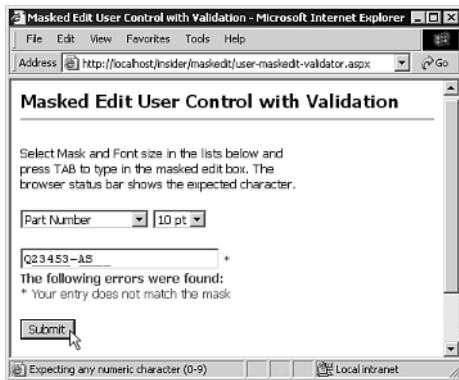 Masked Edit User Control with Validation - Microsoft Internet Explorer
File Edit View Favorites Tools Help
Address http://localhost/insider/maskedit/user-maskedit-validator.aspx Go
Masked Edit User Control with Validation
Select Mask and Font size in the lists below and
press TAB to type in the masked edit box. The
browser status bar shows the expected character.
Part Number 10 pt
Q23453-AS__ *
The following errors were found:
* Your entry does not match the mask
Submit
Expecting any numeric character (0-9) Local intranet